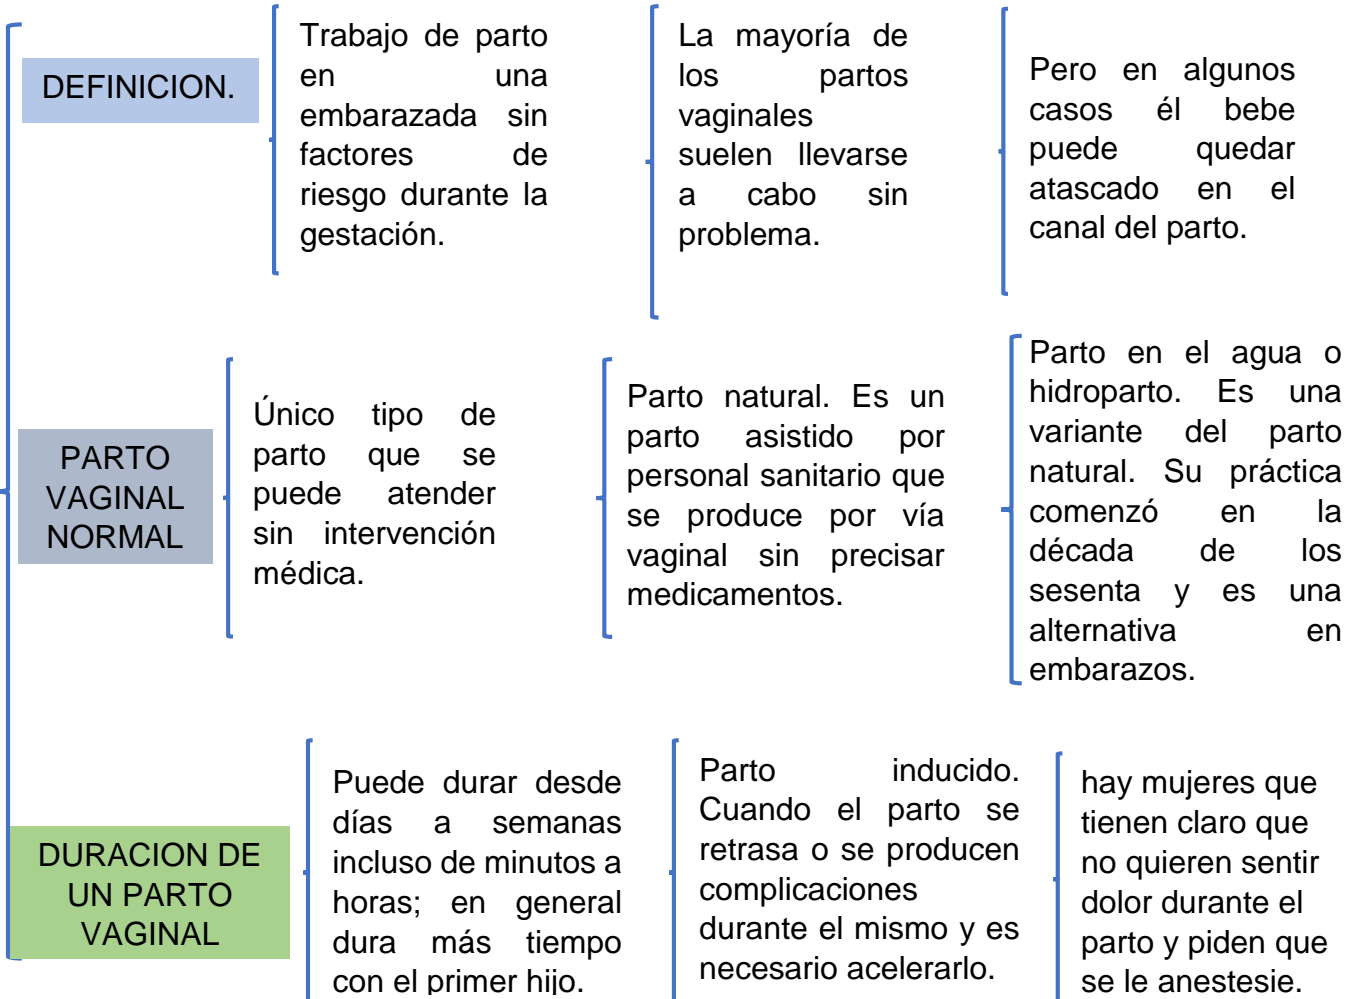 DEFINICION.
Trabajo de parto
en una
embarazada sin
factores de
riesgo durante la
gestación.
La mayoría de
los partos
vaginales
suelen llevarse
a cabo sin
problema.
Pero en algunos
casos él bebe
puede quedar
atascado en el
canal del parto.
PARTO
VAGINAL
NORMAL
Único tipo de
parto que se
puede atender
sin intervención
médica.
Parto natural. Es un
parto asistido por
personal sanitario que
se produce por vía
vaginal sin precisar
medicamentos.
Parto en el agua o
hidroparto. Es una
variante del parto
natural. Su práctica
comenzó en la
década de los
sesenta y es una
alternativa en
embarazos.
DURACION DE
UN PARTO
VAGINAL
Puede durar desde
días a semanas
incluso de minutos a
horas; en general
dura más tiempo
con el primer hijo.
Parto inducido.
Cuando el parto se
retrasa o se producen
complicaciones
durante el mismo y es
necesario acelerarlo.
hay mujeres que
tienen claro que
no quieren sentir
dolor durante el
parto y piden que
se le anestesie.